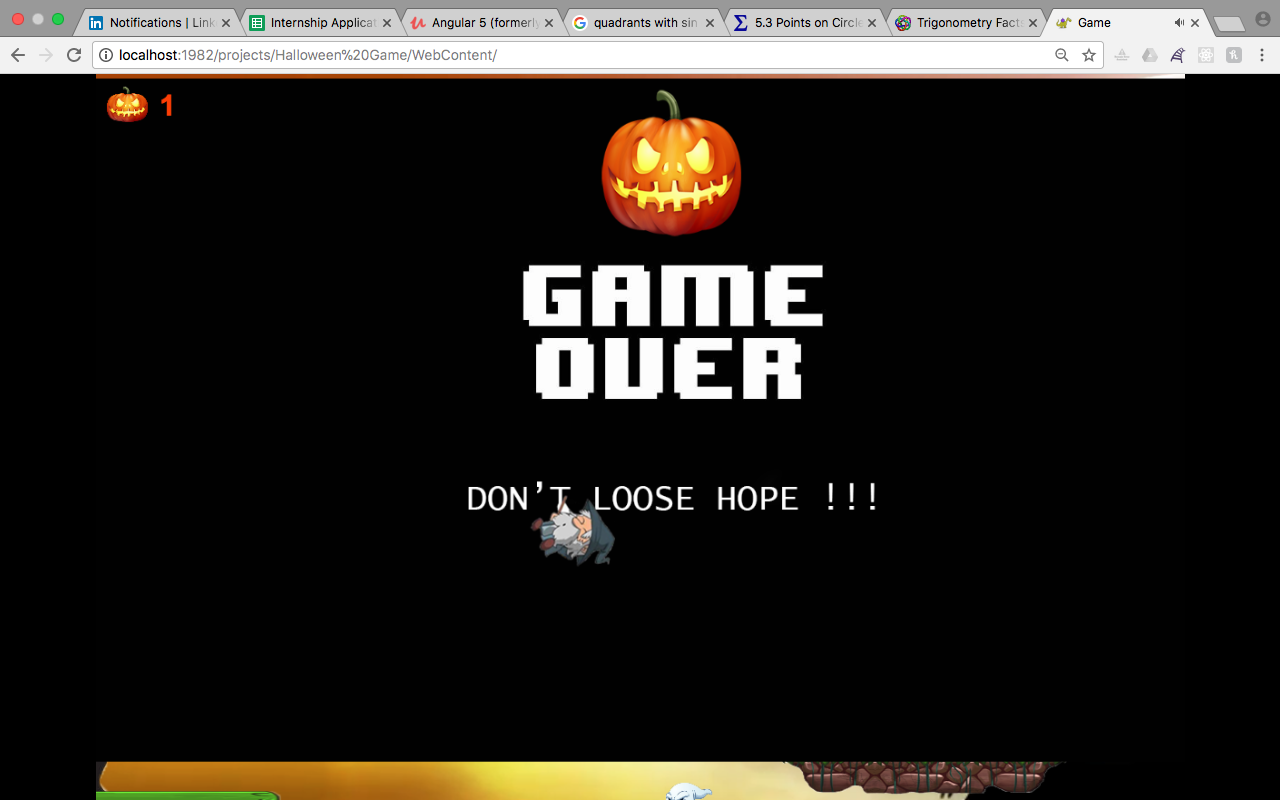 Notifications | Link
Internship Applicat
Angular 5 (formerly
quadrants with sin
5.3 Points on Circle
Trigonometry Facts
Game
localhost:1982/projects/Halloween%20Game/WebContent/
1
GAME
OVER
DON'T LOOSE HOPE !!!